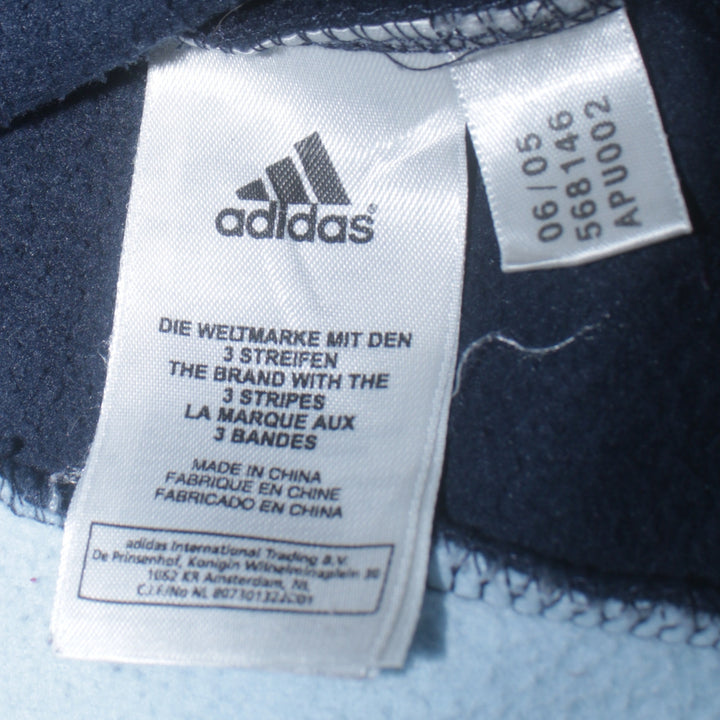 adidas®
DIE WELTMARKE MIT DEN
3 STREIFEN
THE BRAND WITH THE
3 STRIPES
LA MARQUE AUX
3 BANDES
MADE IN CHINA
FABRIQUE EN CHINE
FABRICADO EN CHINA
adidas International Trading B.V.
De Prinsenhof, Konigin Wilhelminaplein 30
1062 KR Amsterdam, NL
C.I.F/No NL
06/05
568146
APU002